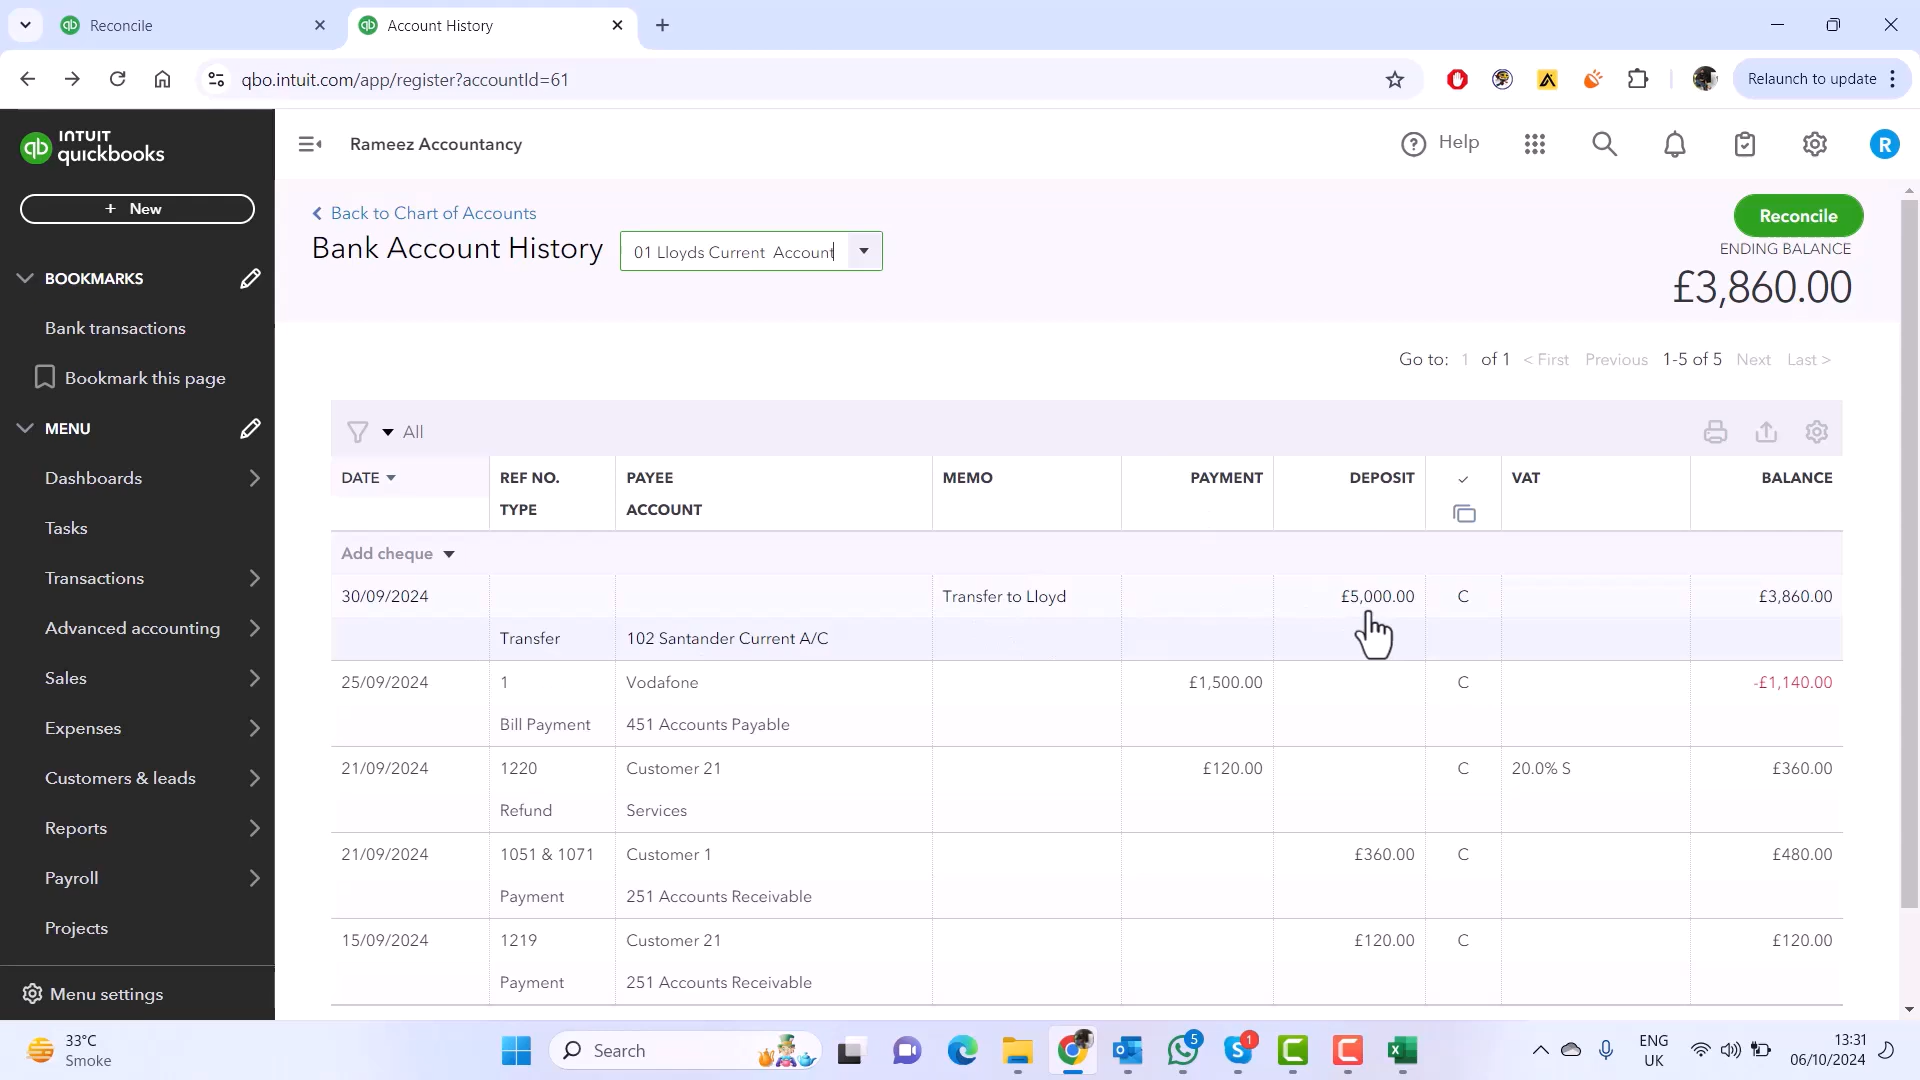 Reconcile
Account History
qbo.intuit.com/app/register?accountId=61
Relaunch to update
INTUIT
quickbooks
Rameez Accountancy
Help
R
+ New
BOOKMARKS
Bank transactions
Bookmark this page
MENU
Dashboards
Tasks
Transactions
Advanced accounting
Sales
Expenses
Customers & leads
Reports
Payroll
Projects
Menu settings
Back to Chart of Accounts
Bank Account History
01 Lloyds Current Account
Reconcile
ENDING BALANCE
£3,860.00
Go to: 1 of 1 < First Previous 1-5 of 5 Next Last >
All
DATE REF NO. PAYEE MEMO PAYMENT DEPOSIT VAT BALANCE
TYPE ACCOUNT
Add cheque
30/09/2024 Transfer to Lloyd £5,000.00 C £3,860.00
Transfer 102 Santander Current A/C
25/09/2024 1 Vodafone £1,500.00 C -£1,140.00
Bill Payment 451 Accounts Payable
21/09/2024 1220 Customer 21 £120.00 C 20.0% S £360.00
Refund Services
21/09/2024 1051 & 1071 Customer 1 £360.00 C £480.00
Payment 251 Accounts Receivable
15/09/2024 1219 Customer 21 £120.00 C £120.00
Payment 251 Accounts Receivable
33°C
Smoke
Search
5
1
ENG
UK
13:31
06/10/2024